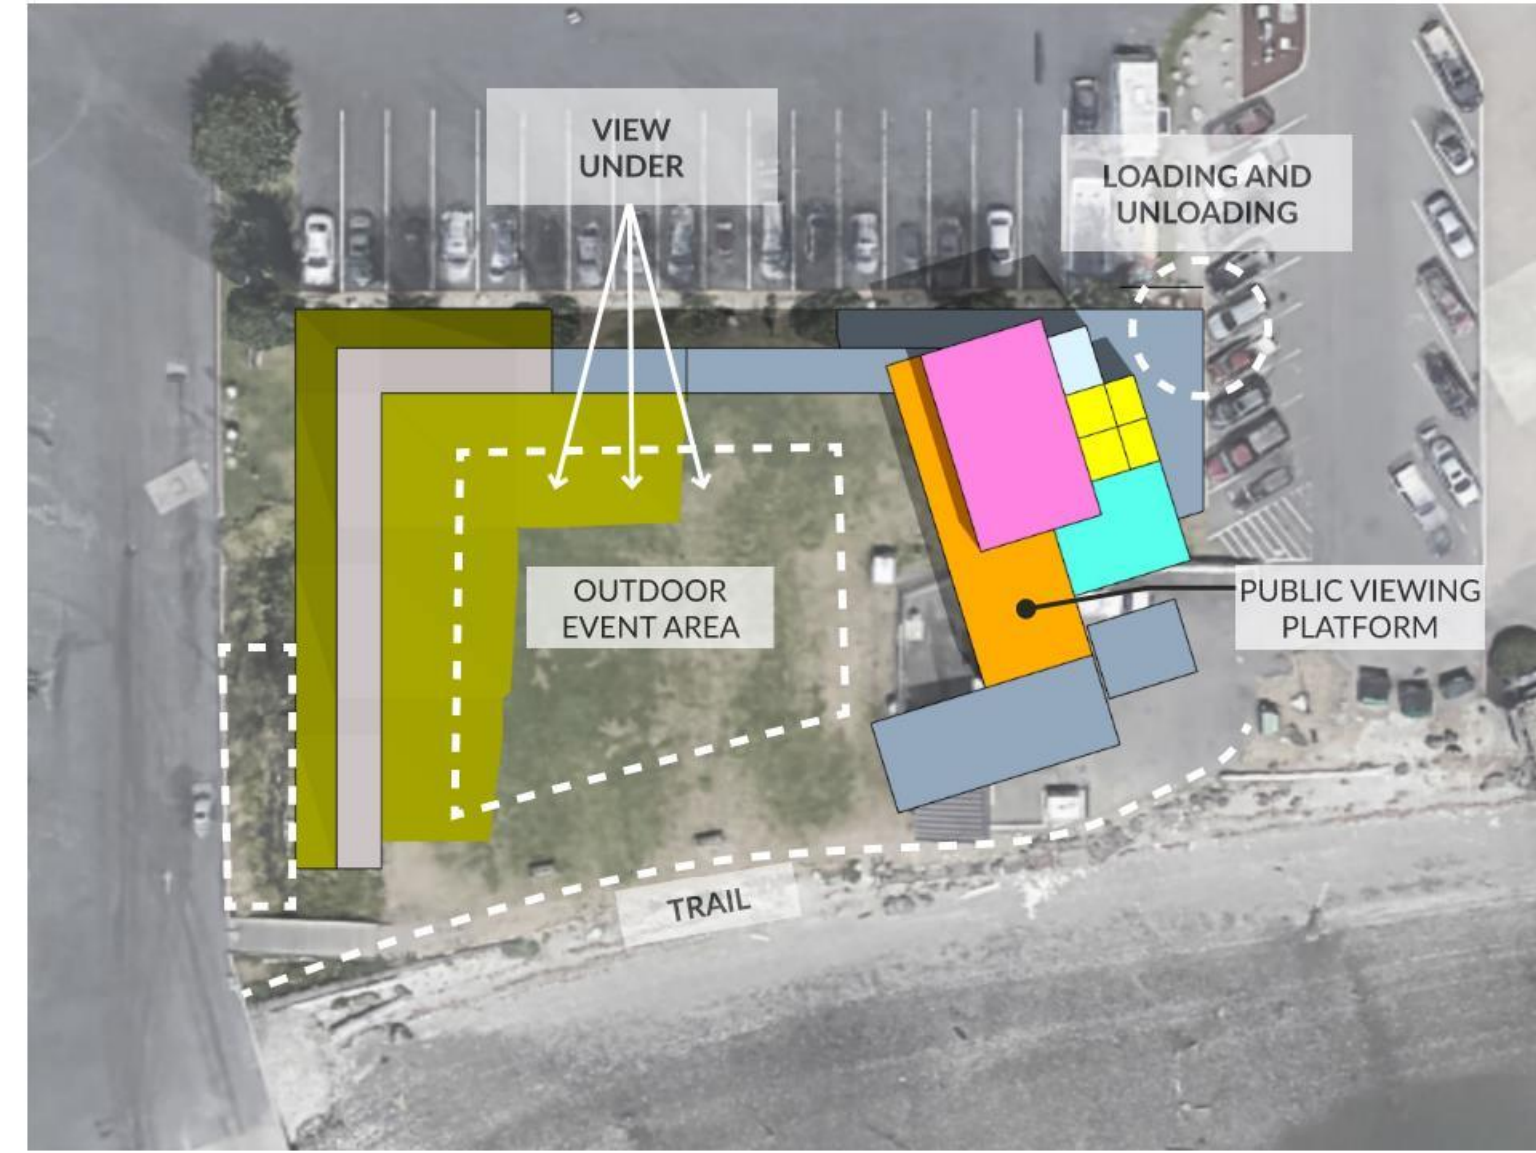 VIEW
UNDER
LOADING AND
UNLOADING
OUTDOOR
EVENT AREA
PUBLIC VIEWING
PLATFORM
TRAIL